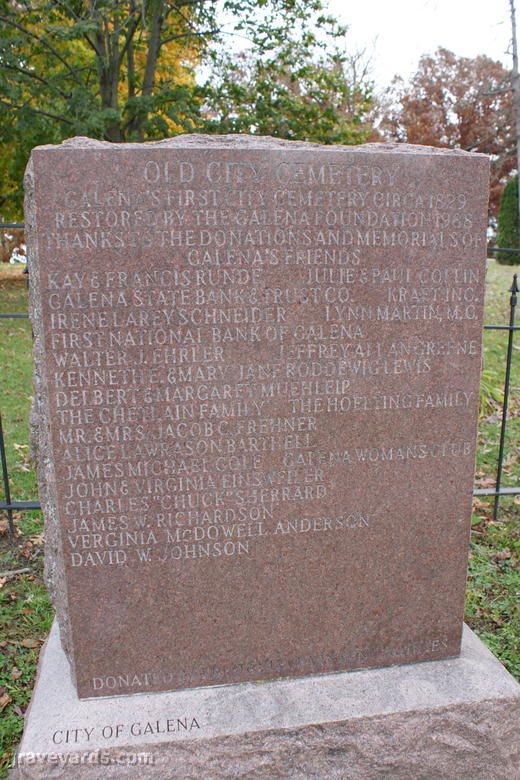 OLD CITY CEMETERY
GALENA'S FIRST CITY CEMETERY CIRCA 1829
RESTORED BY THE GALENA FOUNDATION 1988
THANKS TO THE DONATIONS AND MEMORIALS OF
GALENA'S FRIENDS
KAY & FRANCIS RUNDE JULIE & PAUL COPLIN
GALENA STATE BANK & TRUST CO. KRAFT INC.
IRENE LAREY SCHNEIDER LYNN MARTIN, M.C.
FIRST NATIONAL BANK OF GALENA
WALTER J. EHRLER JEFFREY ALLAN GREENE
KENNETH E. & MARY JANE RODDEWIG LEWIS
DELBERT & MARGARET MUEHLEIP
THE CHETLAIN FAMILY THE HOELTING FAMILY
MR. & MRS. JACOB C. FREHNER
ALICE LAWRASON BARTHELL
JAMES MICHAEL COLE GALENA WOMAN'S CLUB
JOHN & VIRGINIA EINSWEILER
CHARLES "CHUCK" SHERRARD
JAMES W. RICHARDSON
VERGINIA MCDOWELL ANDERSON
DAVID W. JOHNSON
DONATED
CITY OF GALENA
graveyards.com